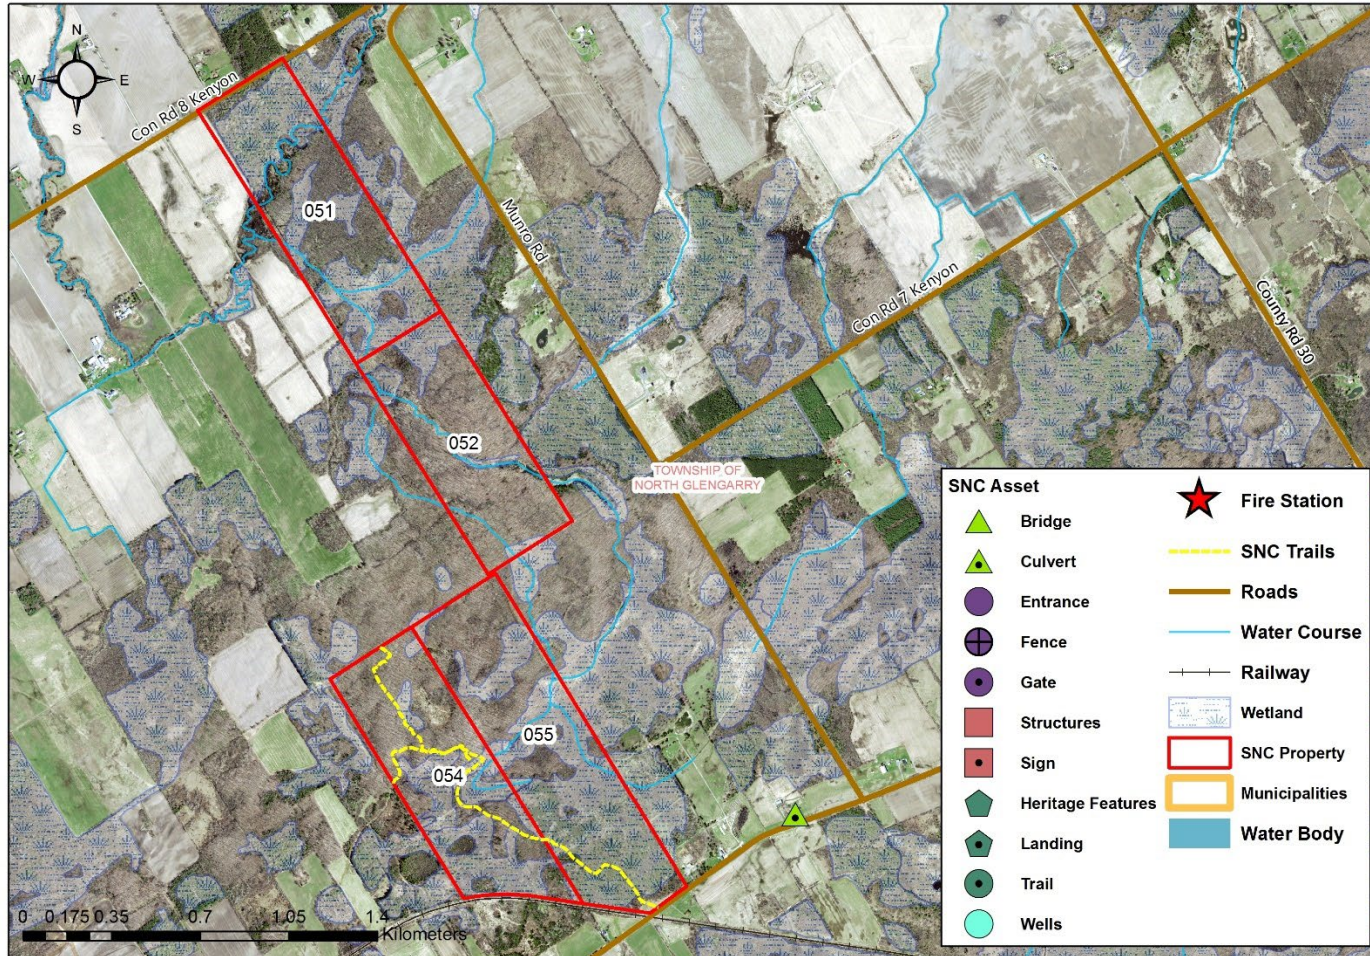 N
W
E
S
Con Rd 8 Kenyon
051
Munro Rd
Con Rd 7 Kenyon
County Rd 30
052
TOWNSHIP OF
NORTH GLENGARRY
055
054
0 0.175 0.35 0.7 1.05 1.4
Kilometers
SNC Asset
Bridge
Culvert
Entrance
Fence
Gate
Structures
Sign
Heritage Features
Landing
Trail
Wells
Fire Station
SNC Trails
Roads
Water Course
Railway
Wetland
SNC Property
Municipalities
Water Body